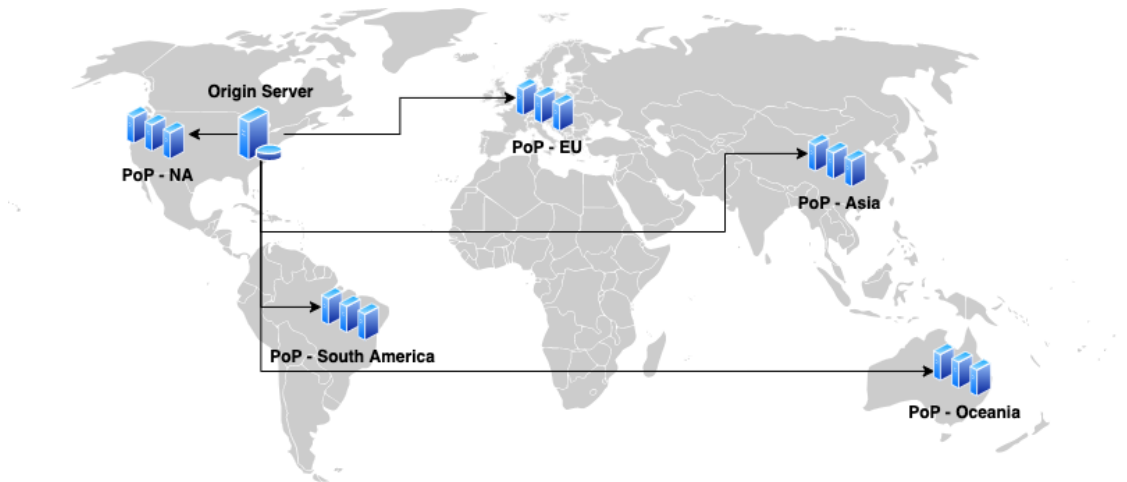 Origin Server
PoP - EU
PoP - NA
PoP - Asia
PoP - South America
PoP - Oceania